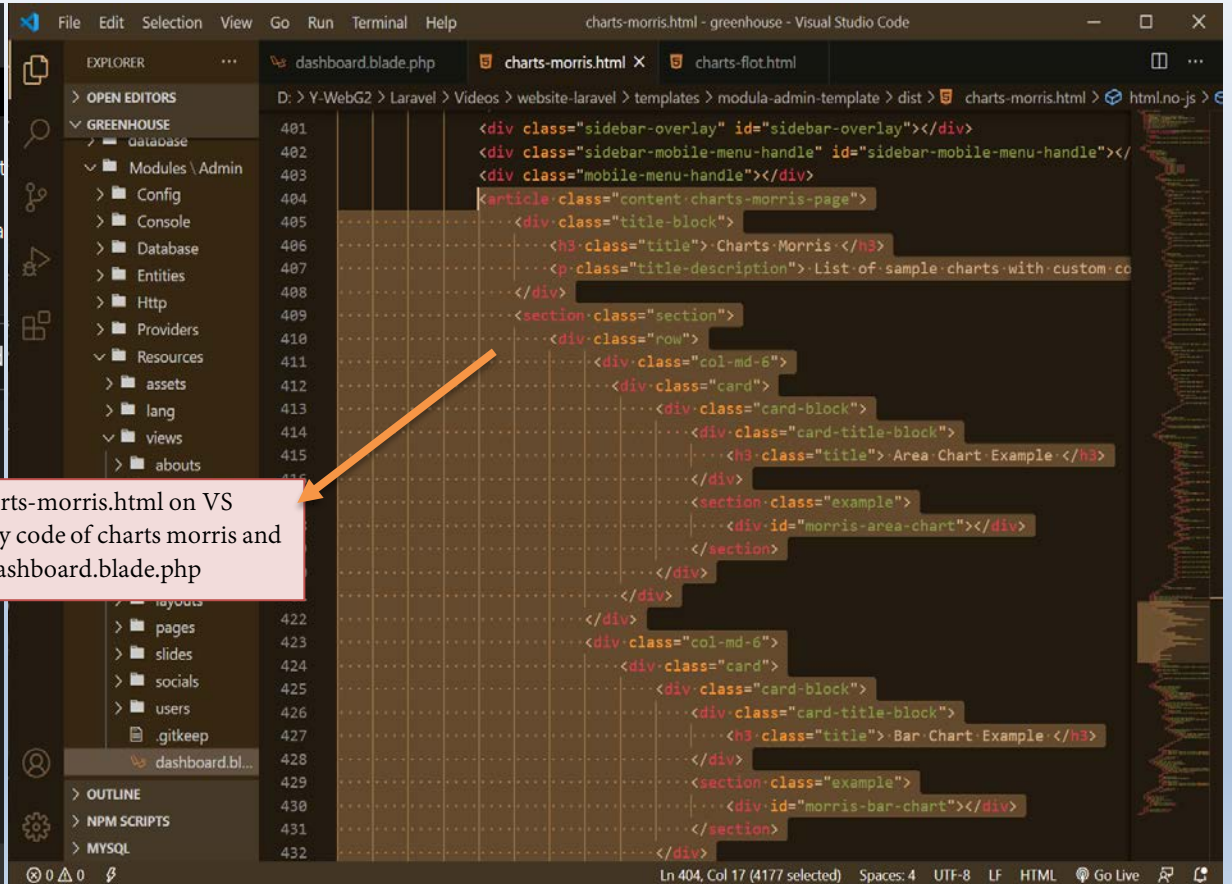 File Edit Selection View Go Run Terminal Help charts-morris.html - greenhouse - Visual Studio Code
EXPLORER ...
dashboard.blade.php charts-morris.html charts-flot.html
> OPEN EDITORS
GREENHOUSE
database
Modules \ Admin
> Config
> Console
> Database
> Entities
> Http
> Providers
Resources
> assets
> lang
views
> abouts
layouts
> pages
> slides
> socials
> users
.gitkeep
dashboard.bl...
> OUTLINE
> NPM SCRIPTS
> MYSQL
D: > Y-WebG2 > Laravel > Videos > website-laravel > templates > modula-admin-template > dist > charts-morris.html > html.no-js >
401 <div class="sidebar-overlay" id="sidebar-overlay"></div>
402 <div class="sidebar-mobile-menu-handle" id="sidebar-mobile-menu-handle"></
403 <div class="mobile-menu-handle"></div>
404 <article class="content charts-morris-page">
405 <div class="title-block">
406 <h3 class="title"> Charts Morris </h3>
407 <p class="title-description"> List of sample charts with custom co
408 </div>
409 <section class="section">
410 <div class="row">
411 <div class="col-md-6">
412 <div class="card">
413 <div class="card-block">
414 <div class="card-title-block">
415 <h3 class="title"> Area Chart Example </h3>
</div>
<section class="example">
<div id="morris-area-chart"></div>
</section>
</div>
</div>
422 </div>
423 <div class="col-md-6">
424 <div class="card">
425 <div class="card-block">
426 <div class="card-title-block">
427 <h3 class="title"> Bar Chart Example </h3>
428 </div>
429 <section class="example">
430 <div id="morris-bar-chart"></div>
431 </section>
432 </div>
rts-morris.html on VS
y code of charts morris and
ashboard.blade.php
0 0 Ln 404, Col 17 (4177 selected) Spaces: 4 UTF-8 LF HTML Go Live